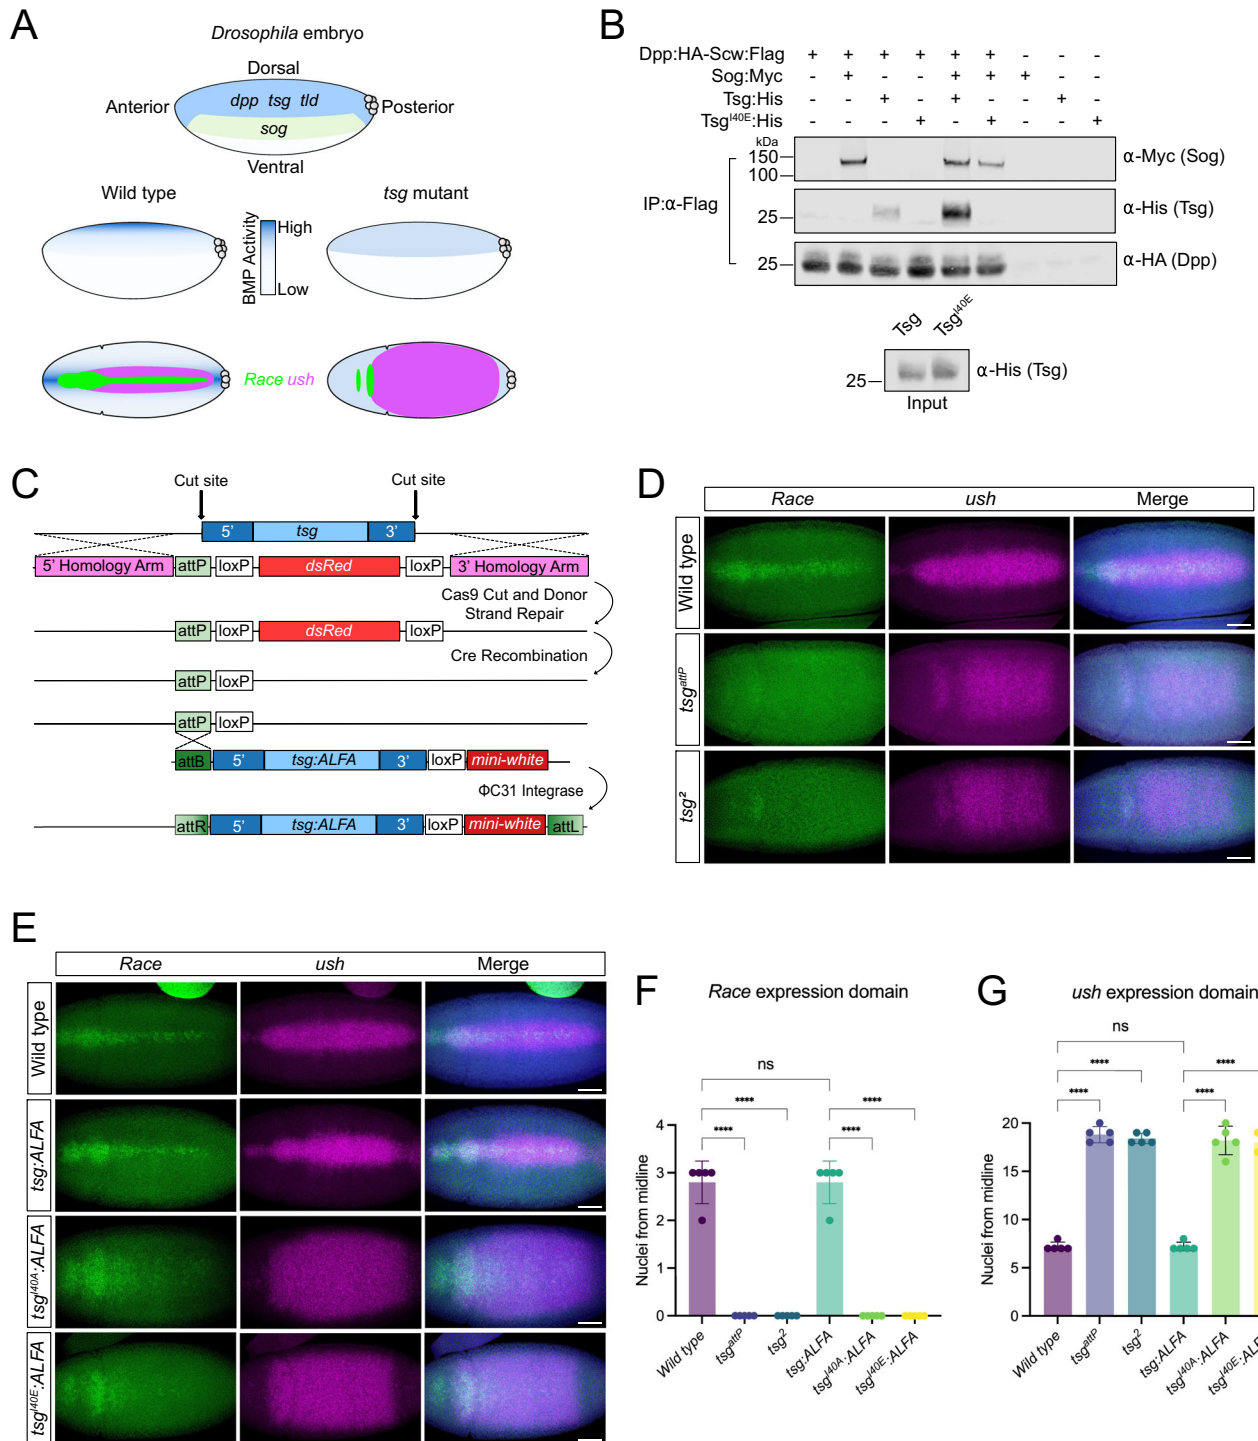 A
Drosophila embryo
Dorsal
Anterior
dpp tsg tld
Posterior
sog
Ventral
Wild type
tsg mutant
BMP Activity
High
Low
Race ush
B
Dpp:HA-Scw:Flag + + + + + + - - -
Sog:Myc - + - - + + + - -
Tsg:His - - + - + - - + -
Tsg^I40E:His - - - + - + - - +
kDa
150
100
α-Myc (Sog)
IP:α-Flag
25
α-His (Tsg)
25
α-HA (Dpp)
Tsg Tsg^I40E
25
α-His (Tsg)
Input
C
Cut site Cut site
5' tsg 3'
5' Homology Arm attP loxP dsRed loxP 3' Homology Arm
Cas9 Cut and Donor
Strand Repair
attP loxP dsRed loxP
Cre Recombination
attP loxP
attP loxP
attB 5' tsg:ALFA 3' loxP mini-white
ΦC31 Integrase
attR 5' tsg:ALFA 3' loxP mini-white attL
D
Race ush Merge
Wild type
tsg^attP
tsg²
E
Race ush Merge
Wild type
tsg:ALFA
tsg^I40A:ALFA
tsg^I40E:ALFA
F
Race expression domain
ns
**** ****
**** ****
Nuclei from midline
4
3
2
1
0
Wild type
tsg^attP
tsg²
tsg:ALFA
tsg^I40A:ALFA
tsg^I40E:ALFA
G
ush expression domain
ns
**** ****
**** ****
Nuclei from midline
20
15
10
5
0
Wild type
tsg^attP
tsg²
tsg:ALFA
tsg^I40A:ALFA
tsg^I40E:AL